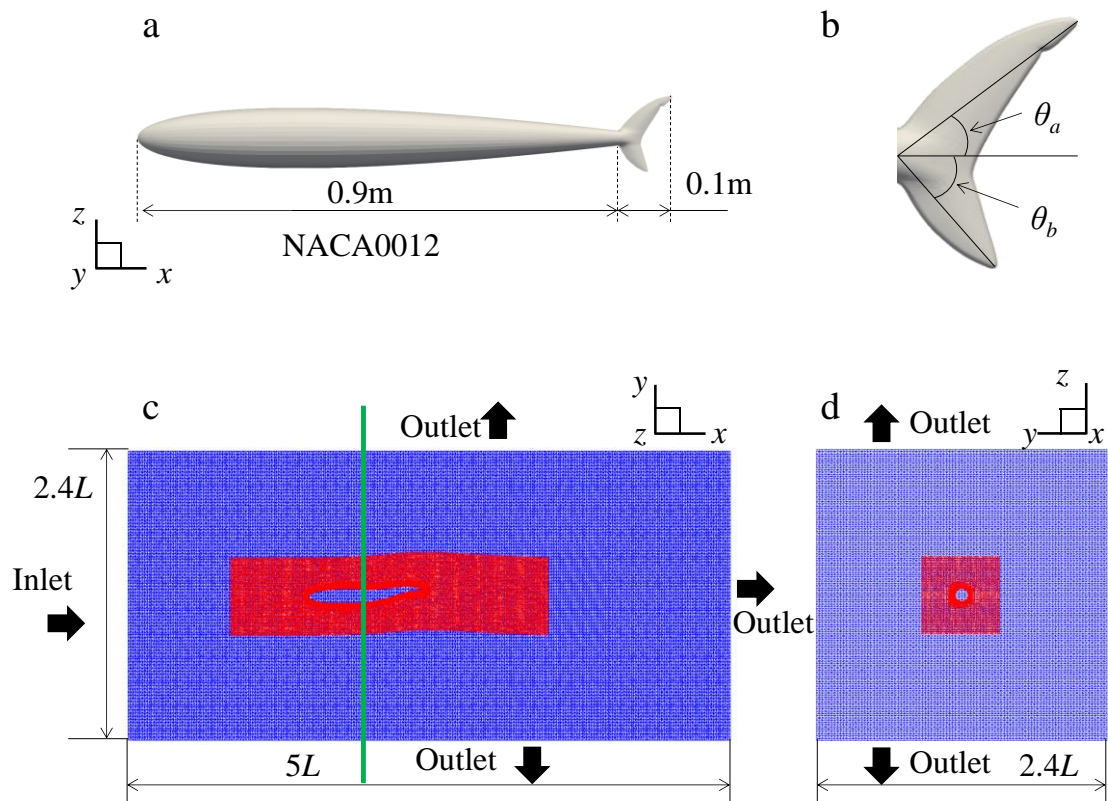 a
0.9m
0.1m
NACA0012
z
y
x
b
θa
θb
c
y
z
x
Outlet
2.4L
Inlet
Outlet
Outlet
5L
d
z
y
x
Outlet
Outlet
2.4L